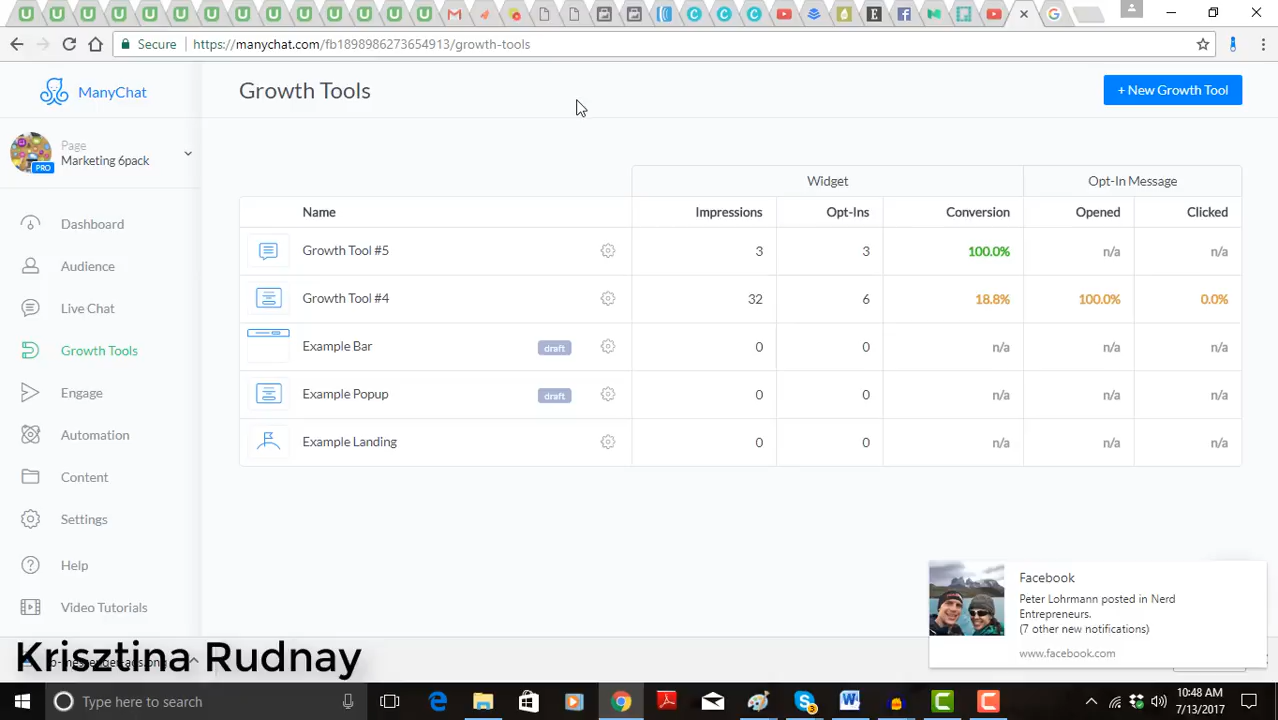 Secure https://manychat.com/fb1898986273654913/growth-tools
ManyChat
Growth Tools
+ New Growth Tool
Page
Marketing 6pack
PRO
Widget
Opt-In Message
Name Impressions Opt-Ins Conversion Opened Clicked
Growth Tool #5 3 3 100.0% n/a n/a
Growth Tool #4 32 6 18.8% 100.0% 0.0%
Example Bar draft 0 0 n/a n/a n/a
Example Popup draft 0 0 n/a n/a n/a
Example Landing 0 0 n/a n/a n/a
Dashboard
Audience
Live Chat
Growth Tools
Engage
Automation
Content
Settings
Help
Video Tutorials
Facebook
Peter Lohrmann posted in Nerd
Entrepreneurs.
(7 other new notifications)
www.facebook.com
Krisztina Rudnay
Type here to search
10:48 AM
7/13/2017